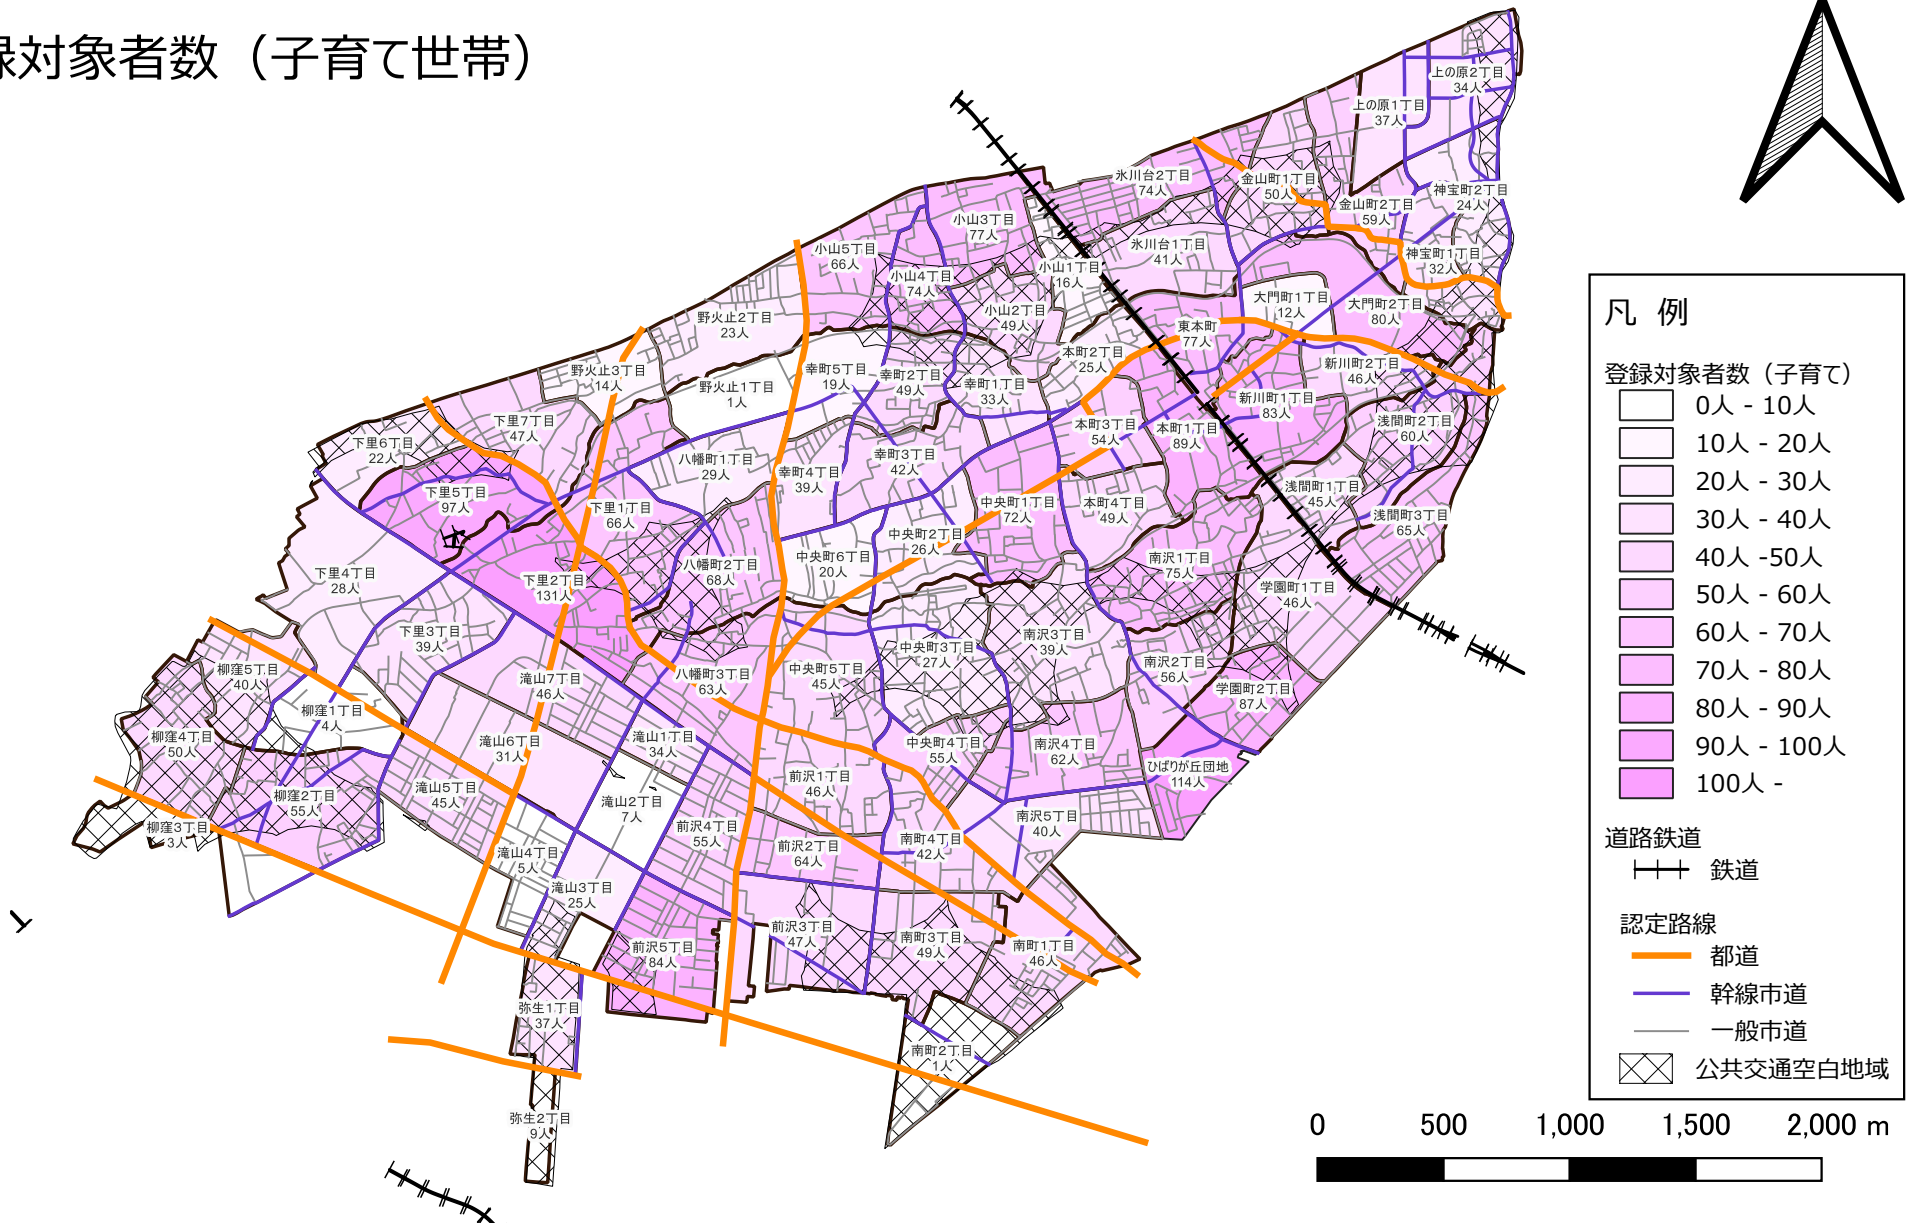 録対象者数（子育て世帯）
上の原２丁目
34人
上の原１丁目
37人
氷川台２丁目
74人
金山町１丁目
50人
金山町２丁目
59人
神宝町２丁目
24人
小山３丁目
77人
小山５丁目
66人
氷川台１丁目
41人
神宝町１丁目
32人
小山４丁目
74人
小山１丁目
16人
大門町１丁目
12人
大門町２丁目
80人
小山２丁目
49人
野火止２丁目
23人
東本町
77人
本町２丁目
25人
新川町２丁目
46人
野火止３丁目
14人
幸町５丁目
19人
幸町２丁目
49人
幸町１丁目
33人
野火止１丁目
1人
新川町１丁目
83人
下里７丁目
47人
本町３丁目
54人
本町１丁目
89人
浅間町２丁目
60人
下里６丁目
22人
八幡町１丁目
29人
幸町４丁目
39人
幸町３丁目
42人
下里５丁目
97人
下里１丁目
66人
中央町１丁目
72人
本町４丁目
49人
浅間町１丁目
45人
浅間町３丁目
65人
中央町２丁目
26人
中央町６丁目
20人
八幡町２丁目
68人
南沢１丁目
75人
下里４丁目
28人
下里２丁目
131人
学園町１丁目
46人
下里３丁目
39人
南沢３丁目
39人
中央町３丁目
27人
柳窪５丁目
40人
滝山７丁目
46人
八幡町３丁目
63人
中央町５丁目
45人
南沢２丁目
56人
学園町２丁目
87人
柳窪１丁目
4人
柳窪４丁目
50人
滝山６丁目
31人
滝山１丁目
34人
中央町４丁目
55人
南沢４丁目
62人
ひばりが丘団地
114人
柳窪２丁目
55人
滝山５丁目
45人
滝山２丁目
7人
前沢１丁目
46人
柳窪３丁目
3人
前沢４丁目
55人
前沢２丁目
64人
南町４丁目
42人
南沢５丁目
40人
滝山４丁目
5人
滝山３丁目
25人
前沢５丁目
84人
前沢３丁目
47人
南町３丁目
49人
南町１丁目
46人
弥生１丁目
37人
南町２丁目
1人
弥生２丁目
9人
凡 例
登録対象者数（子育て）
0人 - 10人
10人 - 20人
20人 - 30人
30人 - 40人
40人 -50人
50人 - 60人
60人 - 70人
70人 - 80人
80人 - 90人
90人 - 100人
100人 -
道路鉄道
鉄道
認定路線
都道
幹線市道
一般市道
公共交通空白地域
0 500 1,000 1,500 2,000 m